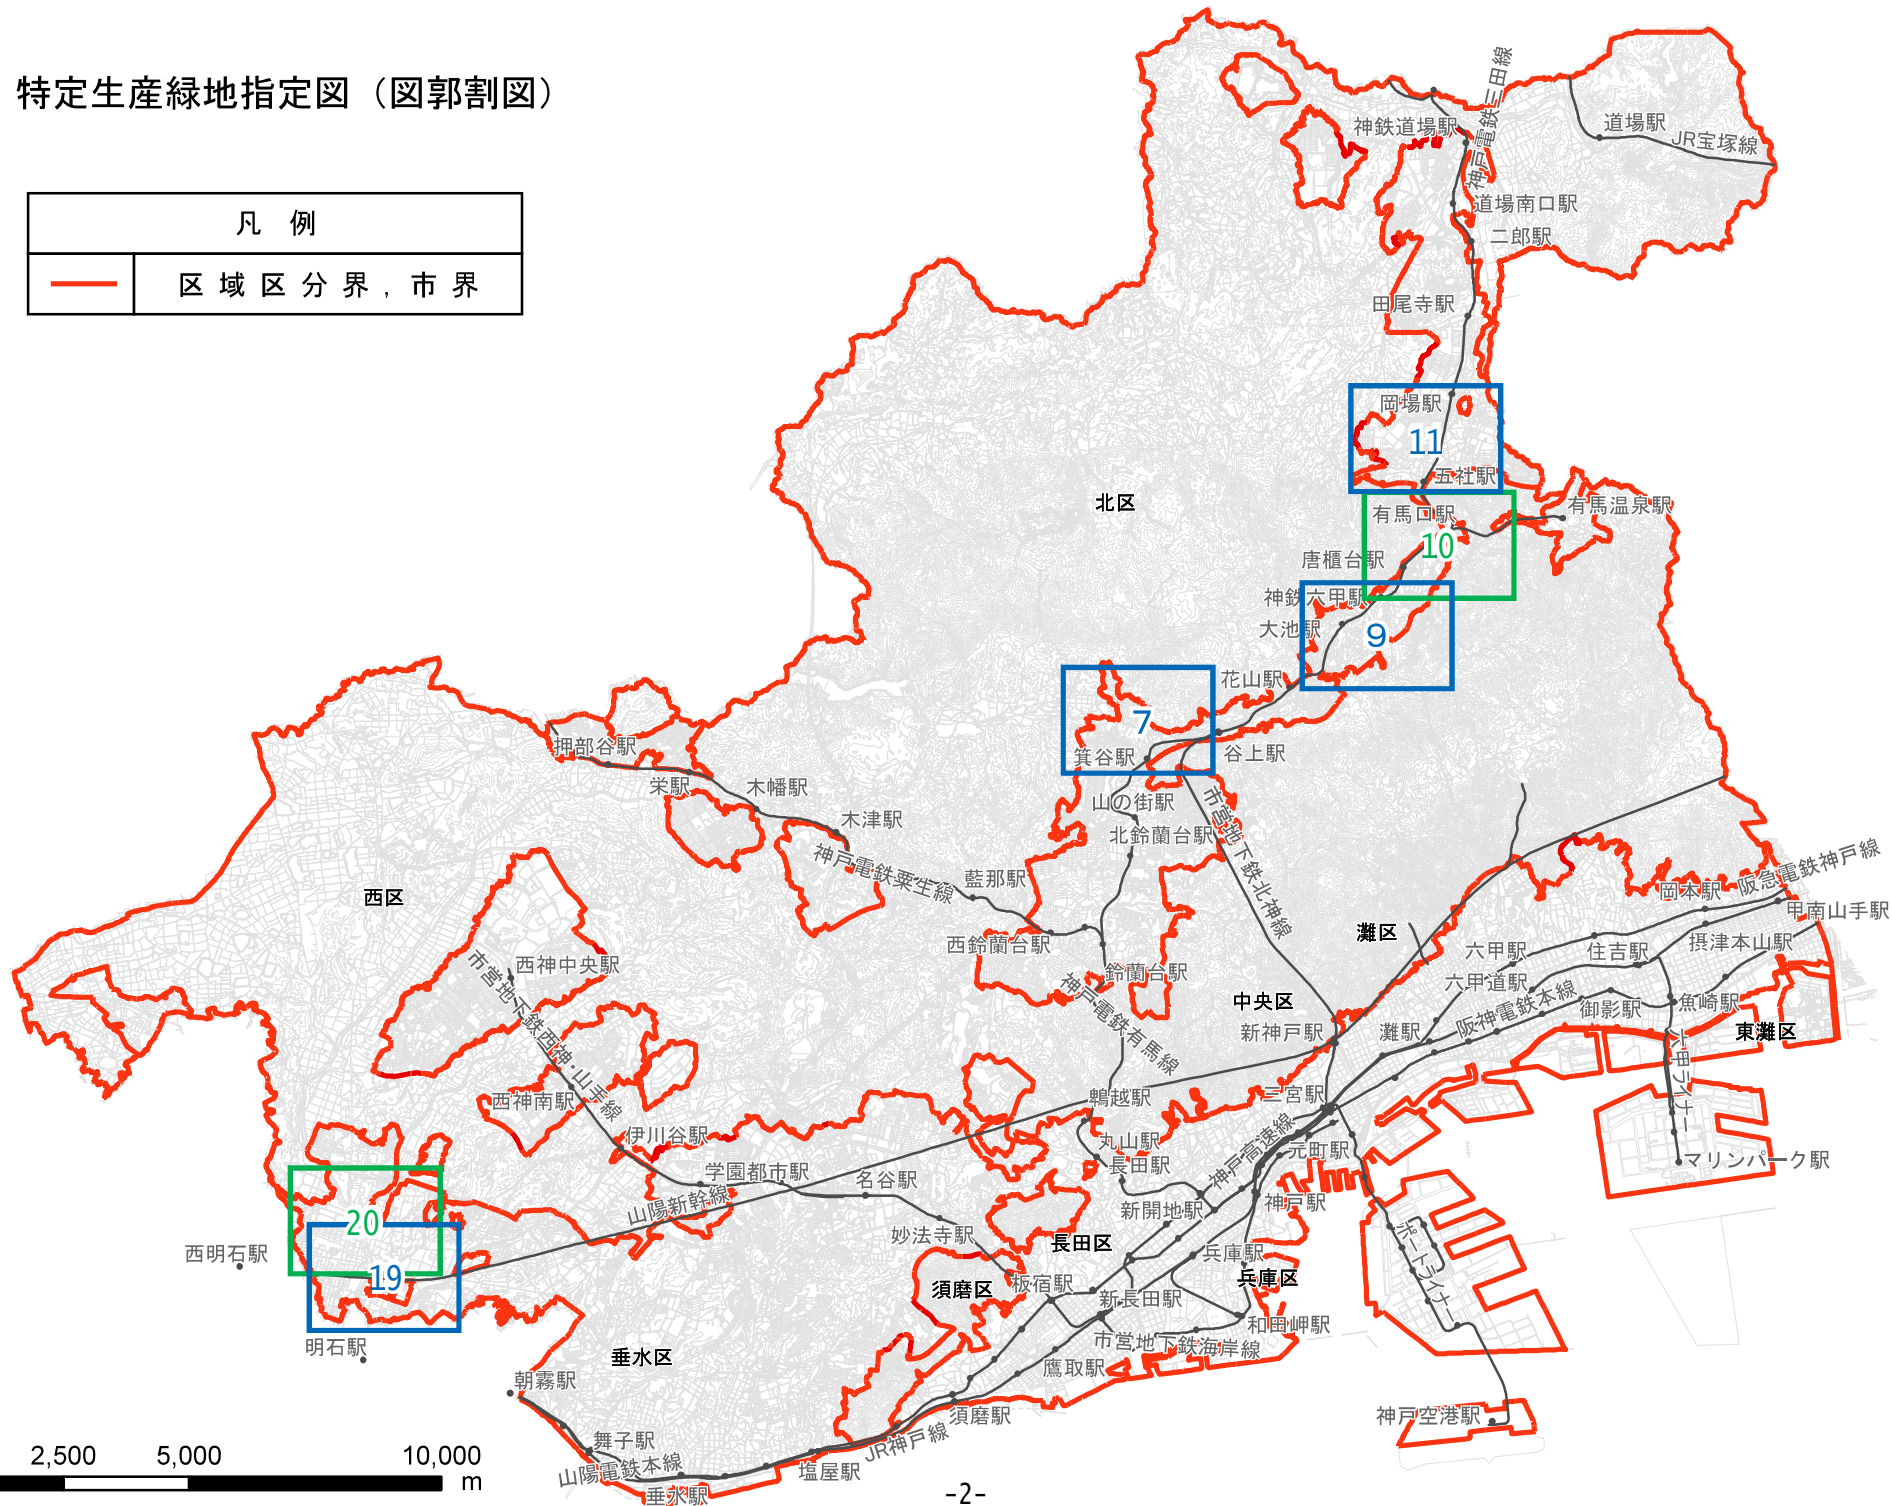 特定生産緑地指定図（図郭割図）
凡 例
区域区分界，市界
神戸電鉄三田線
神鉄道場駅
道場駅
JR宝塚線
道場南口駅
二郎駅
田尾寺駅
岡場駅
11
五社駅
北区
有馬口駅
有馬温泉駅
10
唐櫃台駅
神鉄六甲駅
大池駅
9
花山駅
7
箕谷駅
谷上駅
押部谷駅
栄駅
木幡駅
木津駅
山の街駅
北鈴蘭台駅
市営地下鉄北神線
神戸電鉄粟生線
藍那駅
西区
岡本駅
阪急電鉄神戸線
甲南山手駅
西鈴蘭台駅
灘区
六甲駅
住吉駅
摂津本山駅
西神中央駅
市営地下鉄西神・山手線
鈴蘭台駅
神戸電鉄有馬線
六甲道駅
中央区
阪神電鉄本線
御影駅
魚崎駅
新神戸駅
灘駅
東灘区
六甲ライナー
西神南駅
鵯越駅
三宮駅
伊川谷駅
丸山駅
神戸高速線
元町駅
学園都市駅
長田駅
マリンパーク駅
名谷駅
山陽新幹線
新開地駅
神戸駅
20
妙法寺駅
長田区
ポートライナー
西明石駅
兵庫駅
19
須磨区
板宿駅
兵庫区
新長田駅
明石駅
和田岬駅
市営地下鉄海岸線
垂水区
鷹取駅
朝霧駅
須磨駅
神戸空港駅
舞子駅
JR神戸線
山陽電鉄本線
塩屋駅
垂水駅
2,500 5,000 10,000
m
-2-